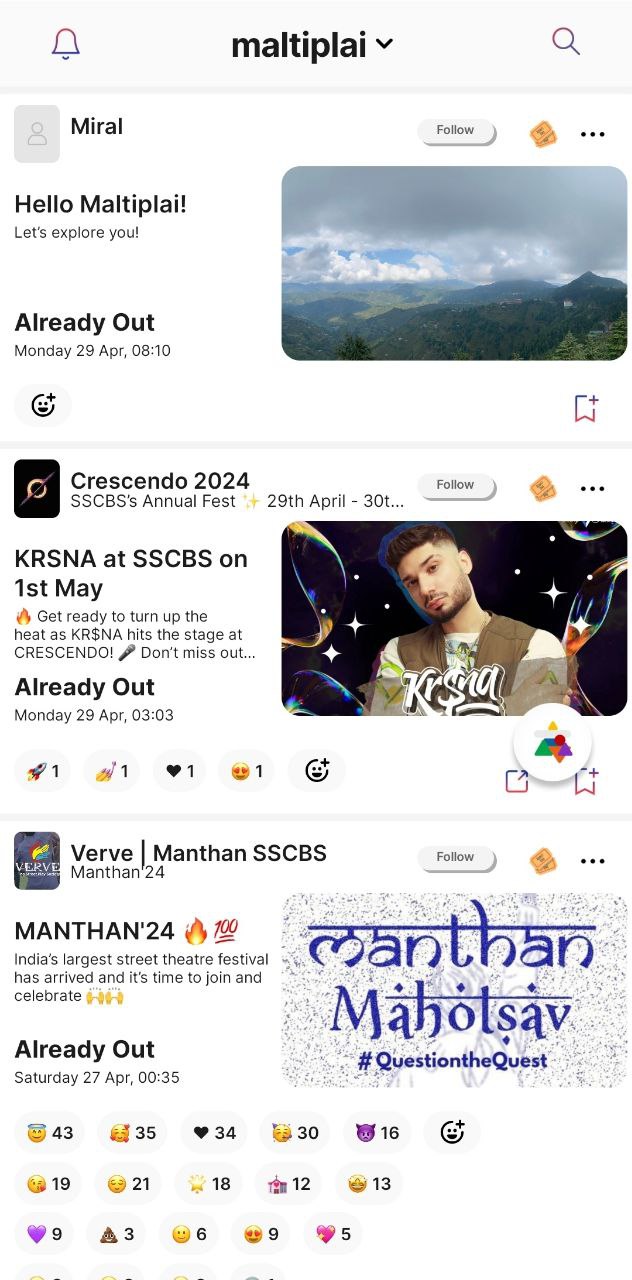 maltiplai
Miral
Follow
Hello Maltiplai!
Let's explore you!
Already Out
Monday 29 Apr, 08:10
Crescendo 2024
SSCBS's Annual Fest ✨ 29th April - 30t...
Follow
KRSNA at SSCBS on
1st May
🔥 Get ready to turn up the
heat as KR$NA hits the stage at
CRESCENDO! 🎤 Don't miss out...
Kr$na
Already Out
Monday 29 Apr, 03:03
🚀 1 💅 1 🖤 1 😍 1
VERVE
Verve | Manthan SSCBS
Manthan'24
Follow
MANTHAN'24 🔥💯
India's largest street theatre festival
has arrived and it's time to join and
celebrate 🙌🙌
manthan
Mahotsav
#QuestiontheQuest
Already Out
Saturday 27 Apr, 00:35
😇 43 🥰 35 🖤 34 🥳 30 😈 16
😘 19 😌 21 🌟 18 💒 12 🤩 13
💜 9 💩 3 🙂 6 😍 9 💖 5